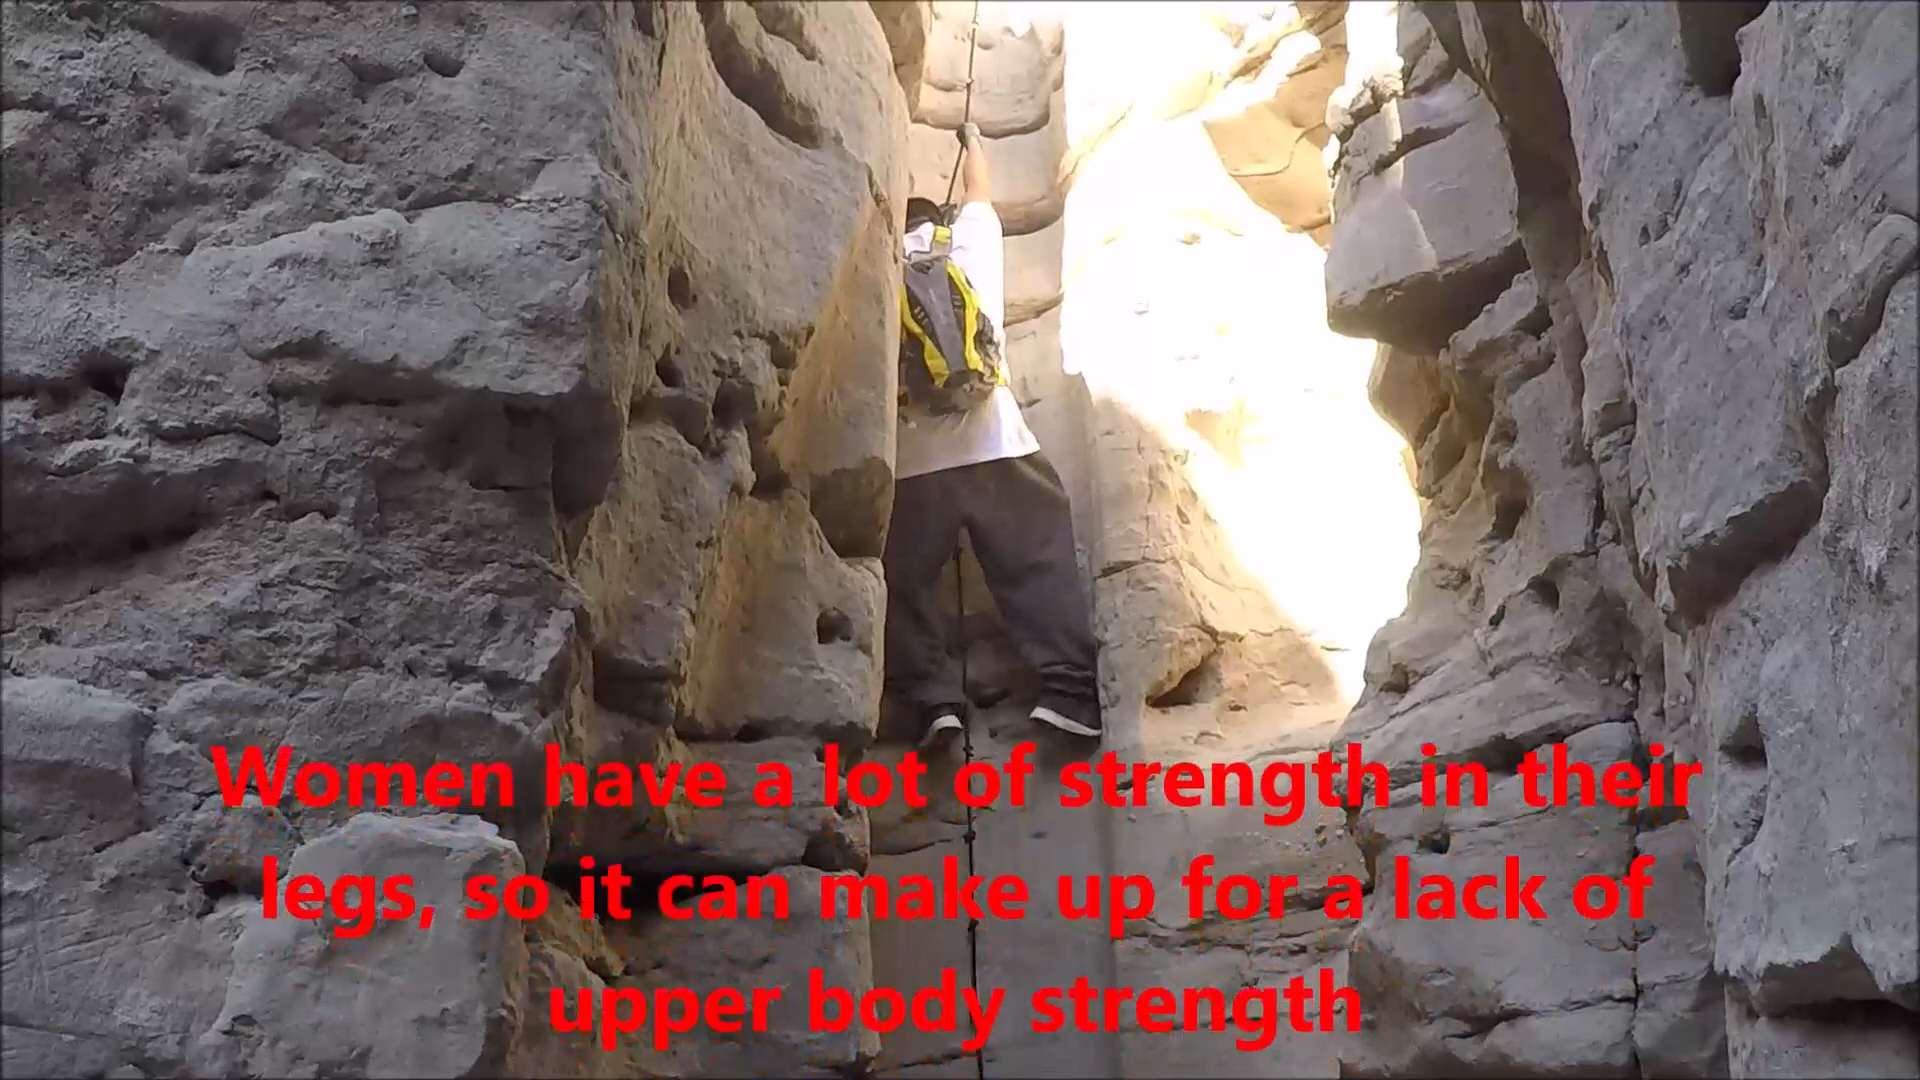 Women have a lot of strength in their
legs, so it can make up for a lack of
upper body strength